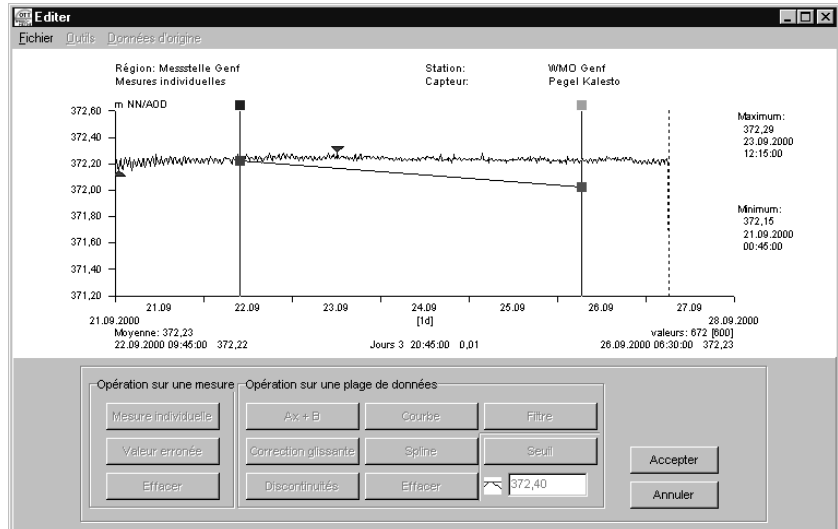 OTT Editer
Fichier Outils Données d'origine
Région: Messstelle Genf Station: WMO Genf
Mesures individuelles Capteur: Pegel Kalesto
m NN/AOD
372,60
372,40
372,20
372,00
371,80
371,60
371,40
371,20
Maximum:
372,29
23.09.2000
12:15:00
Minimum:
372,15
21.09.2000
00:45:00
21.09 22.09 23.09 24.09 25.09 26.09 27.09
21.09.2000 [1d] 28.09.2000
Moyenne: 372,23 valeurs: 672 [600]
22.09.2000 09:45:00 372,22 Jours 3 20:45:00 0,01 26.09.2000 06:30:00 372,23
Opération sur une mesure Opération sur une plage de données
Mesure individuelle Ax + B Courbe Filtre
Valeur erronée Correction glissante Spline Seuil
Effacer Discontinuités Effacer 372,40
Accepter
Annuler